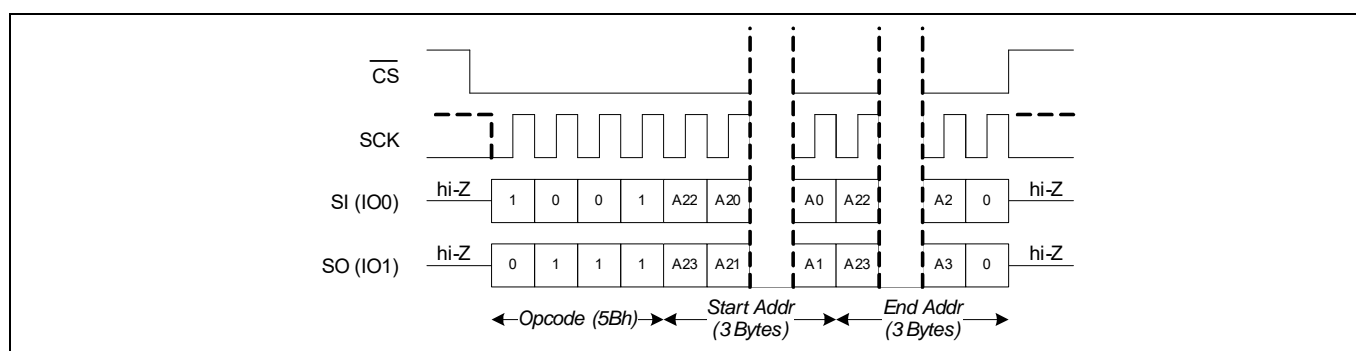 CS
SCK
hi-Z hi-Z
SI (IO0) 1 0 0 1 A22 A20 A0 A22 A2 0
hi-Z hi-Z
SO (IO1) 0 1 1 1 A23 A21 A1 A23 A3 0
Opcode (5Bh) Start Addr (3 Bytes) End Addr (3 Bytes)